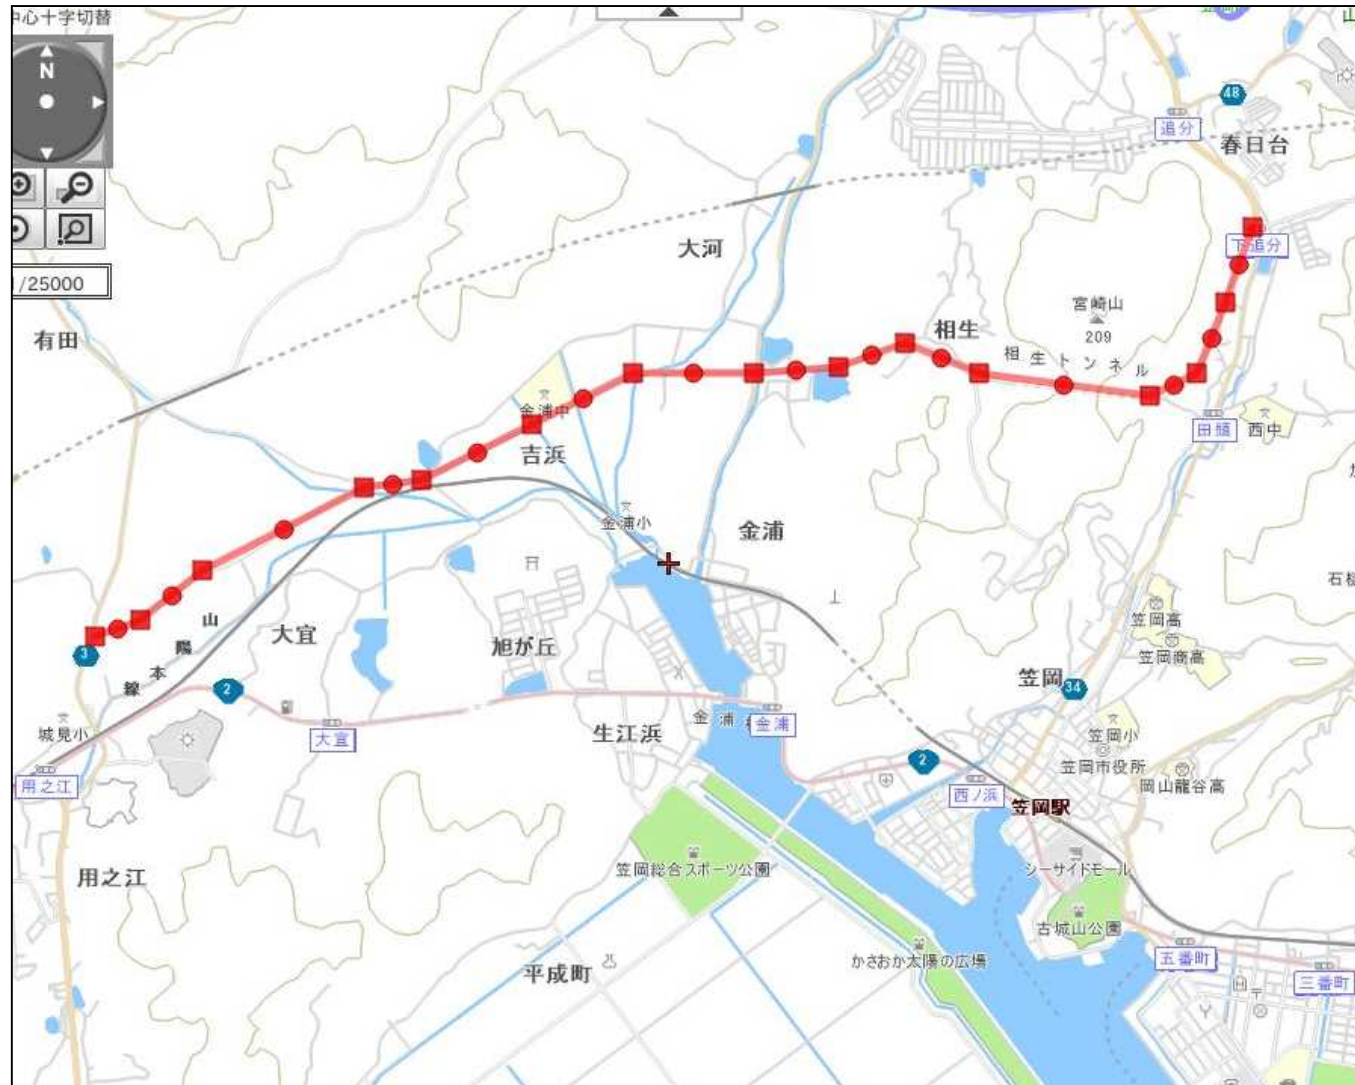 中心十字切替
N
/25000
48
追分
春日台
大河
下追分
宮崎山
209
有田
相生
相生トンネル
金浦中
田頭
西中
吉浜
金浦小
金浦
笠岡高
笠岡商高
山陽本線
大宜
旭が丘
3
2
笠岡
34
城見小
大宜
生江浜
金浦
金浦
笠岡小
笠岡市役所
2
用之江
西ノ浜
岡山龍谷高
笠岡駅
用之江
笠岡総合スポーツ公園
シーサイドモール
古城山公園
平成町
かさおか太陽の広場
五番町
三番町